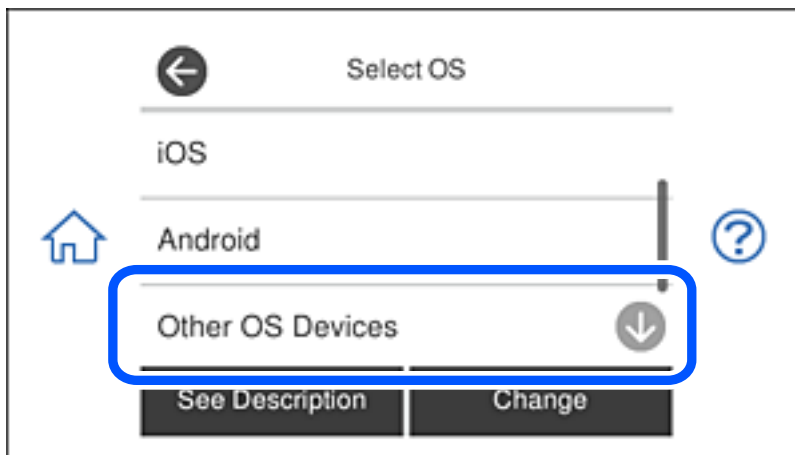 Select OS
iOS
Android
Other OS Devices
See Description Change